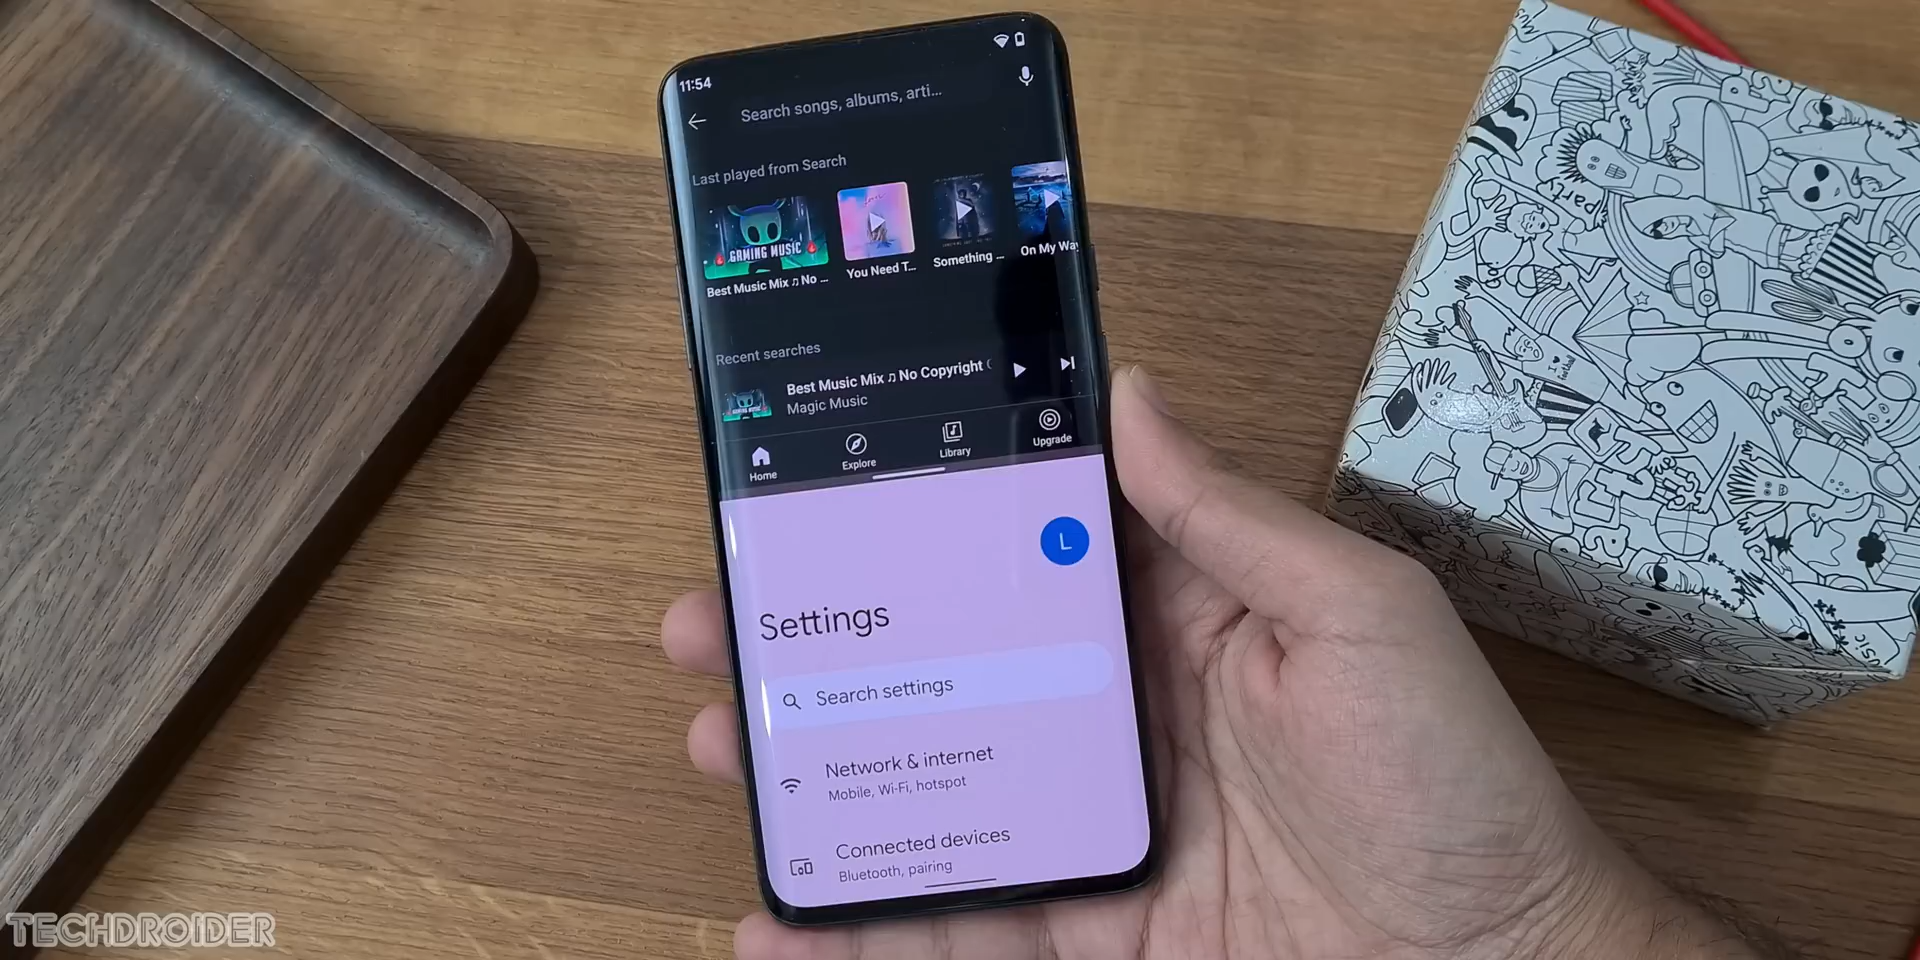 11:54
Search songs, albums, arti...
Last played from Search
GAMING MUSIC
Best Music Mix ♫ No ...
You Need T...
Something ...
On My Way
Recent searches
Best Music Mix ♫ No Copyright (
Magic Music
Home
Explore
Library
Upgrade
L
Settings
Search settings
Network & internet
Mobile, Wi-Fi, hotspot
Connected devices
Bluetooth, pairing
party
TECHDROIDER